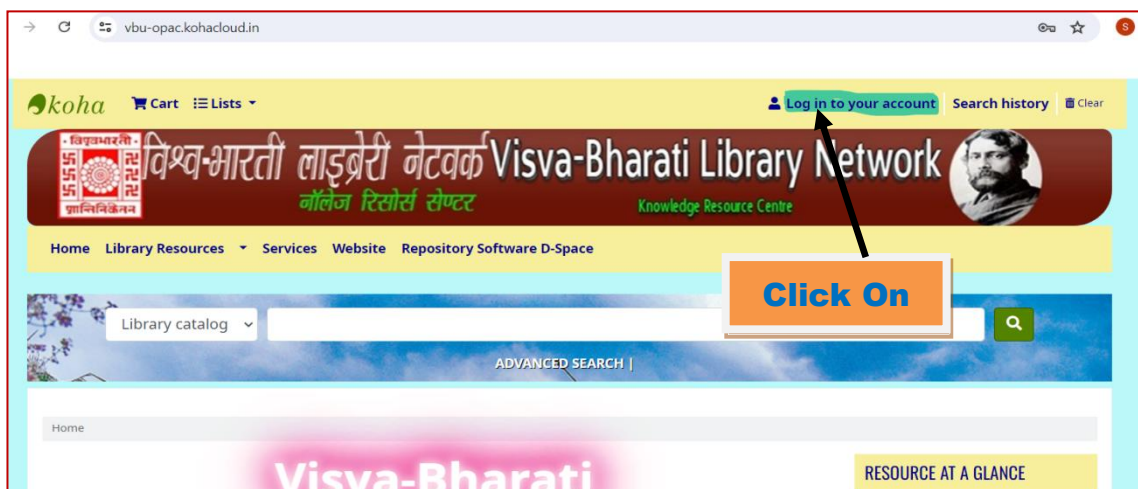 vbu-opac.kohacloud.in
S
koha Cart Lists Log in to your account Search history Clear
विश्वभारती
विश्व-भारती लाइब्रेरी नेटवर्क Visva-Bharati Library Network
शान्तिनिकेतन
नॉलेज रिसोर्स सेण्टर Knowledge Resource Centre
Home Library Resources Services Website Repository Software D-Space
Click On
Library catalog
ADVANCED SEARCH |
Home
Visva-Bharati
RESOURCE AT A GLANCE